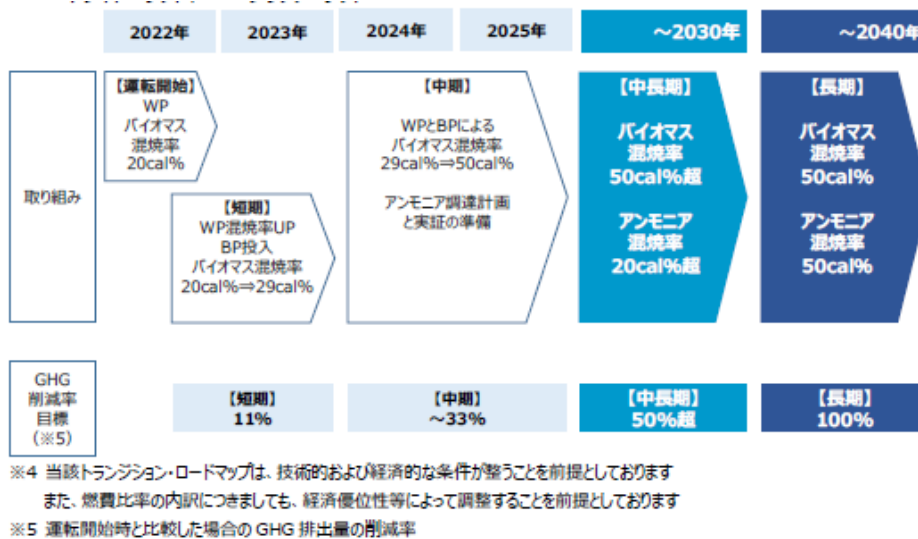 2022年
2023年
2024年
2025年
～2030年
～2040年
取り組み
【運転開始】
WP
バイオマス
混焼率
20cal%
【短期】
WP混焼率UP
BP投入
バイオマス混焼率
20cal%⇒29cal%
【中期】
WPとBPによる
バイオマス混焼率
29cal%⇒50cal%
アンモニア調達計画
と実証の準備
【中長期】
バイオマス
混焼率
50cal%超
アンモニア
混焼率
20cal%超
【長期】
バイオマス
混焼率
50cal%
アンモニア
混焼率
50cal%
GHG
削減率
目標
（※5）
【短期】
11%
【中期】
～33%
【中長期】
50%超
【長期】
100%
※4 当該トランジション・ロードマップは、技術的および経済的な条件が整うことを前提としております
また、燃費比率の内訳につきましても、経済優位性等によって調整することを前提としております
※5 運転開始時と比較した場合の GHG 排出量の削減率